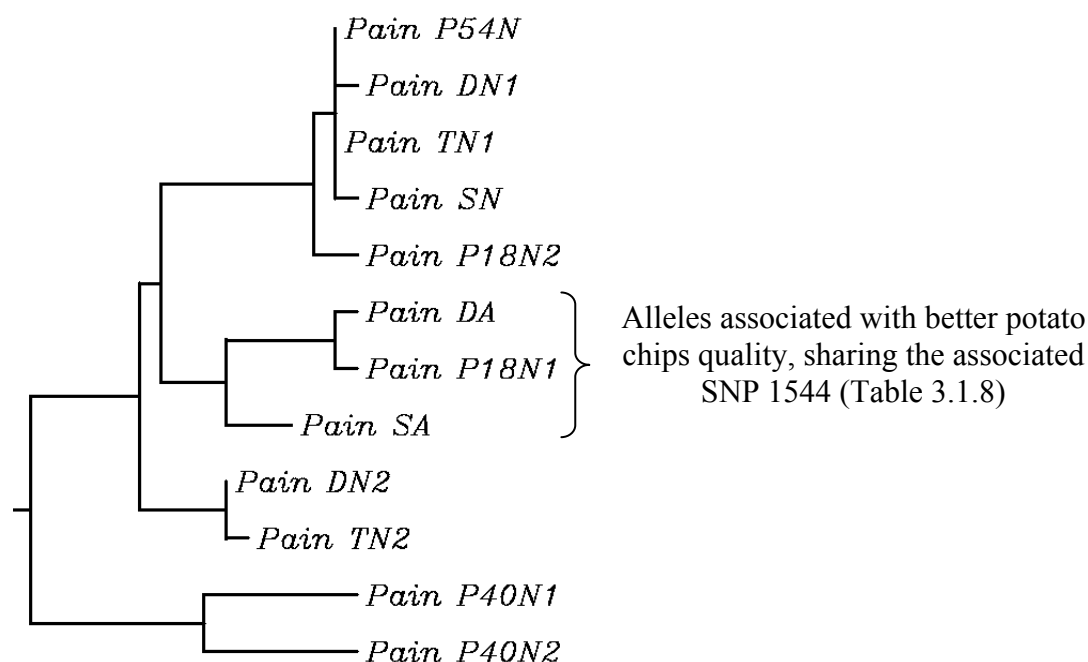 Pain P54N
Pain DN1
Pain TN1
Pain SN
Pain P18N2
Pain DA
Pain P18N1
Pain SA
Alleles associated with better potato
chips quality, sharing the associated
SNP 1544 (Table 3.1.8)
Pain DN2
Pain TN2
Pain P40N1
Pain P40N2